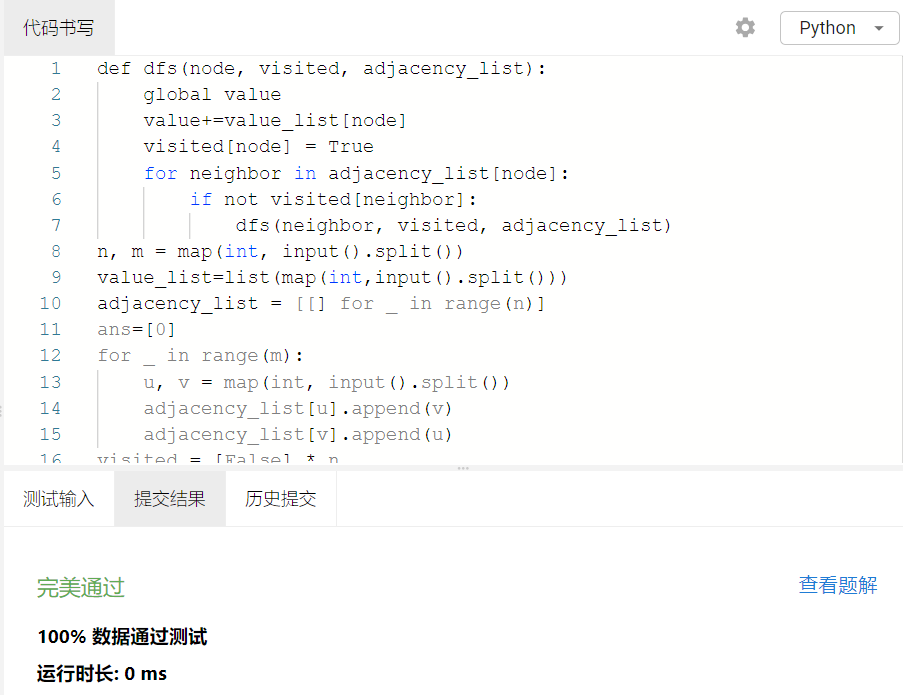 代码书写
Python
1 def dfs(node, visited, adjacency_list):
2 global value
3 value+=value_list[node]
4 visited[node] = True
5 for neighbor in adjacency_list[node]:
6 if not visited[neighbor]:
7 dfs(neighbor, visited, adjacency_list)
8 n, m = map(int, input().split())
9 value_list=list(map(int,input().split()))
10 adjacency_list = [[] for _ in range(n)]
11 ans=[0]
12 for _ in range(m):
13 u, v = map(int, input().split())
14 adjacency_list[u].append(v)
15 adjacency_list[v].append(u)
16 visited = [False] * n
测试输入 提交结果 历史提交
完美通过
查看题解
100% 数据通过测试
运行时长: 0 ms